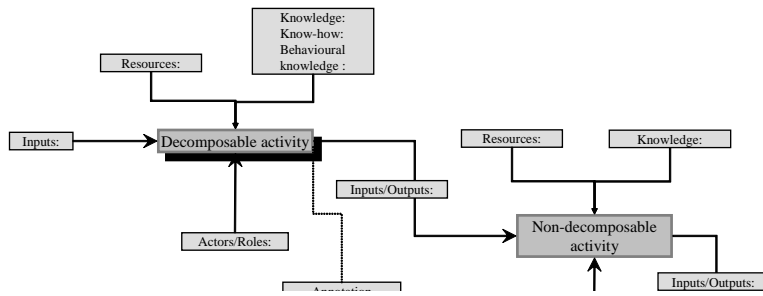 Knowledge:
Know-how:
Behavioural
knowledge :
Resources:
Inputs:
Decomposable activity
Resources:
Knowledge:
Inputs/Outputs:
Actors/Roles:
Non-decomposable
activity
Annotation
Inputs/Outputs: